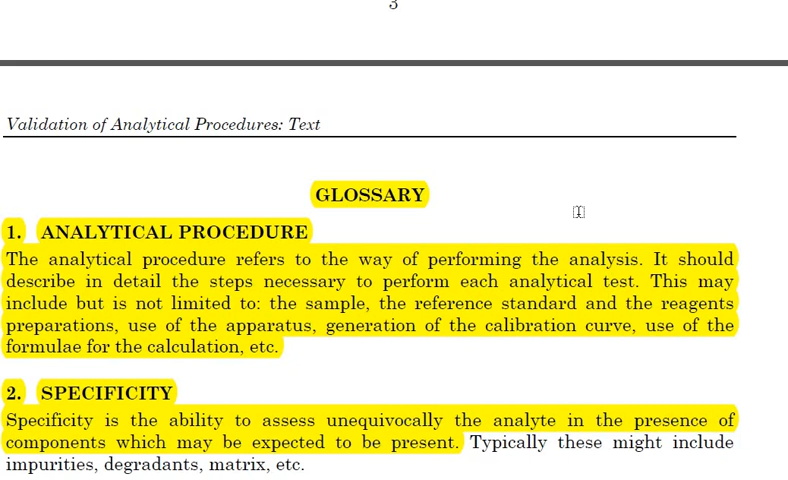 3
Validation of Analytical Procedures: Text
GLOSSARY
1. ANALYTICAL PROCEDURE
The analytical procedure refers to the way of performing the analysis. It should
describe in detail the steps necessary to perform each analytical test. This may
include but is not limited to: the sample, the reference standard and the reagents
preparations, use of the apparatus, generation of the calibration curve, use of the
formulae for the calculation, etc.
2. SPECIFICITY
Specificity is the ability to assess unequivocally the analyte in the presence of
components which may be expected to be present. Typically these might include
impurities, degradants, matrix, etc.